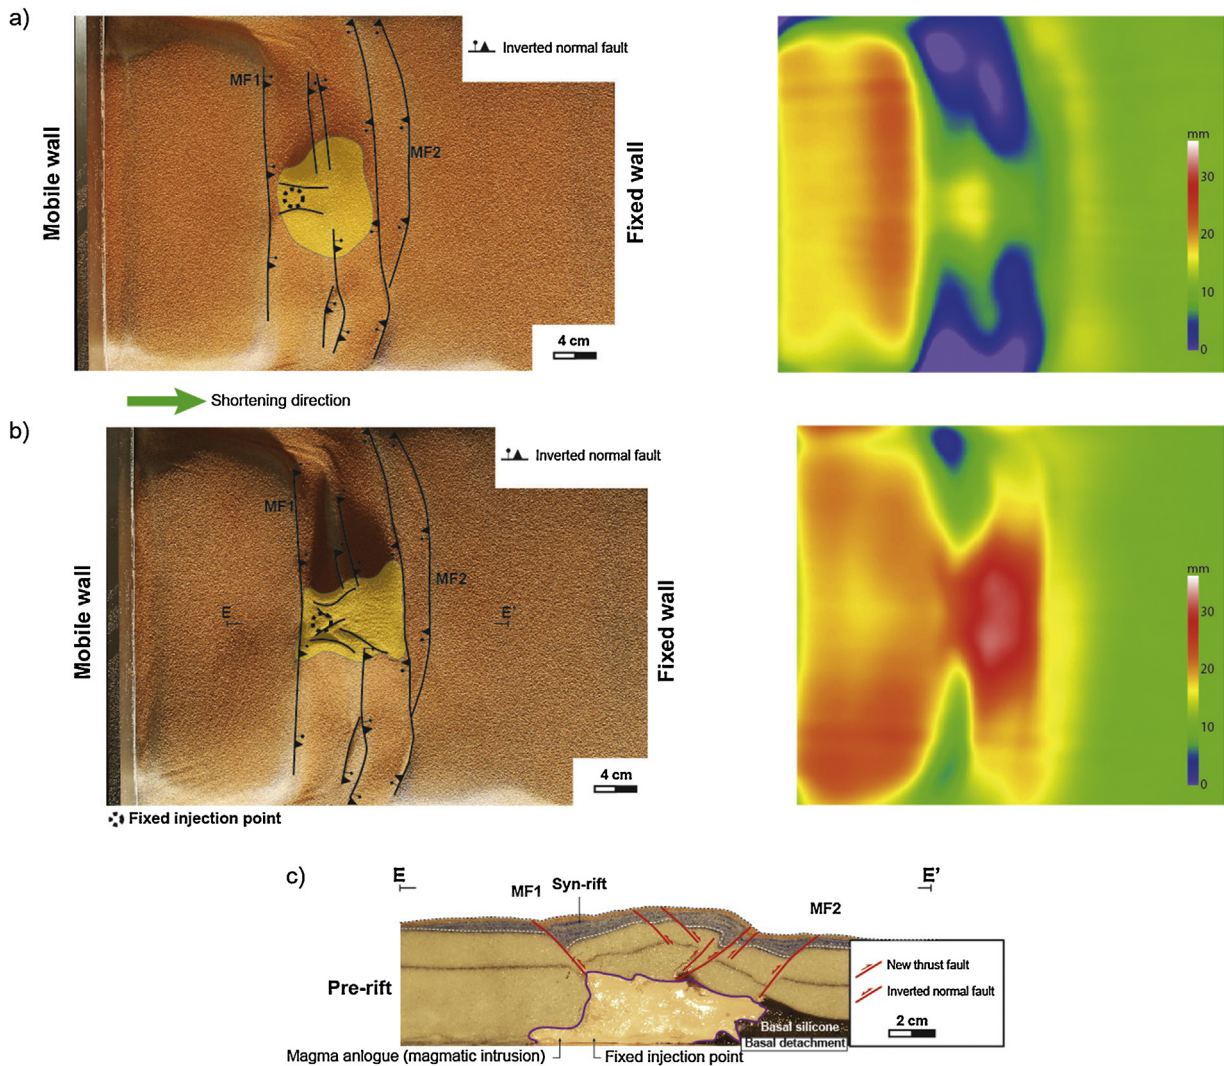 a)
Inverted normal fault
MF1
MF2
Mobile wall
Fixed wall
4 cm
mm
30
20
10
0
Shortening direction
b)
Inverted normal fault
MF1
MF2
Mobile wall
E
E'
Fixed wall
4 cm
mm
30
20
10
0
Fixed injection point
c)
E
E'
MF1
Syn-rift
MF2
Pre-rift
New thrust fault
Inverted normal fault
2 cm
Basal silicone
Basal detachment
Magma anlogue (magmatic intrusion)
Fixed injection point